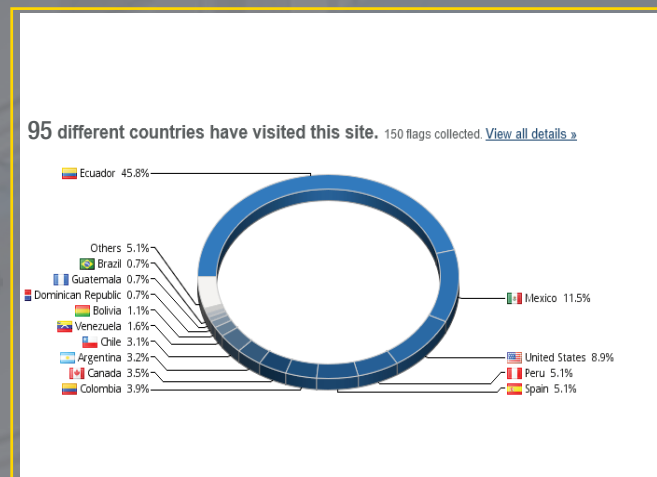 95 different countries have visited this site. 150 flags collected. View all details »
Ecuador 45.8%
Others 5.1%
Brazil 0.7%
Guatemala 0.7%
Dominican Republic 0.7%
Bolivia 1.1%
Venezuela 1.6%
Chile 3.1%
Argentina 3.2%
Canada 3.5%
Colombia 3.9%
Mexico 11.5%
United States 8.9%
Peru 5.1%
Spain 5.1%